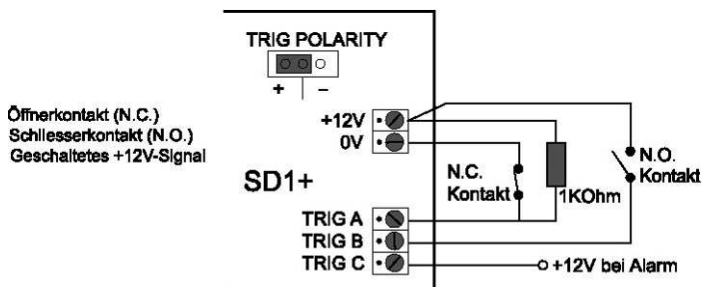 TRIG POLARITY
+ −
Öffnerkontakt (N.C.)
Schliesserkontakt (N.O.)
Geschaltetes +12V-Signal
+12V
0V
SD1+
N.C.
Kontakt
1KOhm
N.O.
Kontakt
TRIG A
TRIG B
TRIG C
+12V bei Alarm